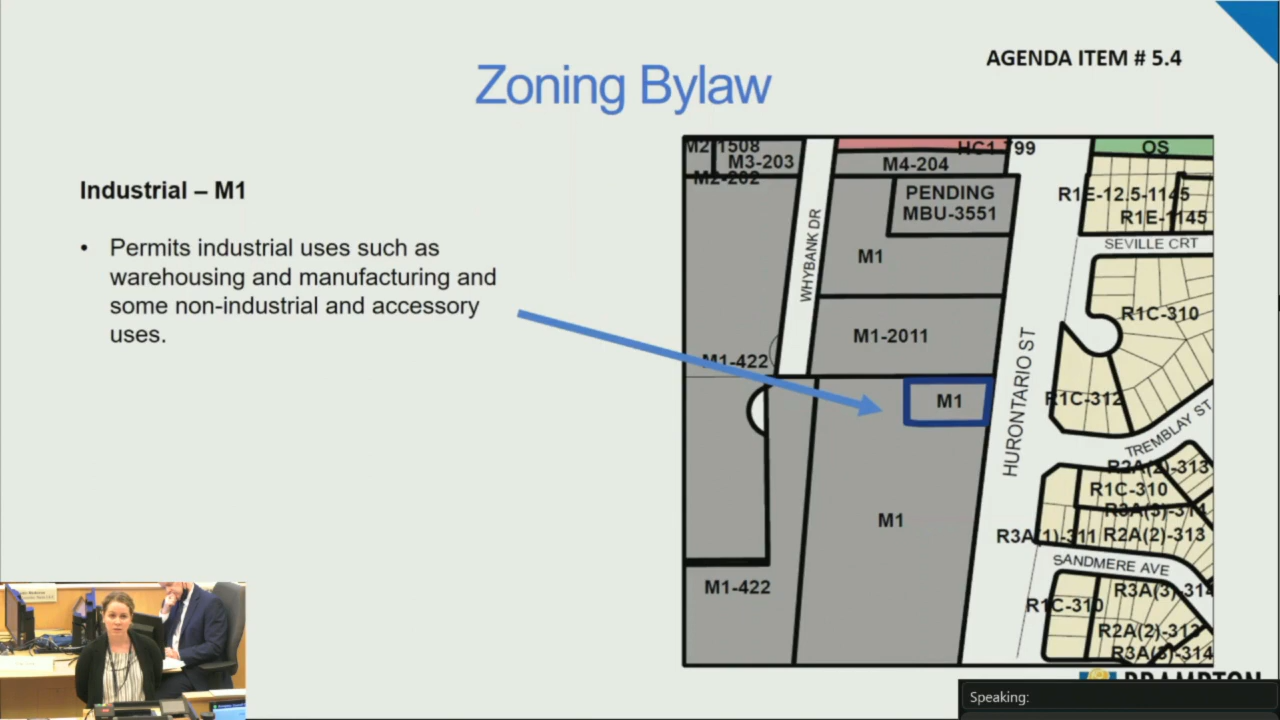 AGENDA ITEM # 5.4
Zoning Bylaw
Industrial – M1
• Permits industrial uses such as
warehousing and manufacturing and
some non-industrial and accessory
uses.
M2-1508
M3-203
M2-202
HC1-799
M4-204
OS
PENDING
MBU-3551
R1E-12.5-1145
R1E-1145
SEVILLE CRT
WHYBANK DR
M1
R1C-310
M1-2011
M1-422
HURONTARIO ST
M1
R1C-312
TREMBLAY ST
R2A(2)-313
R1C-310
R3A(3)-314
M1
R3A(1)-311
R2A(2)-313
SANDMERE AVE
M1-422
R3A(3)-314
R1C-310
R2A(2)-313
R3A(3)-314
BRAMPTON
Speaking: